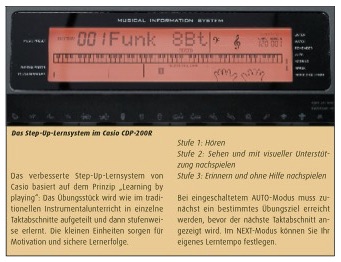 MUSICAL INFORMATION SYSTEM
001Funk 8Bt
Das Step-Up-Lernsystem im Casio CDP-200R
Das verbesserte Step-Up-Lernsystem von
Casio basiert auf dem Prinzip „Learning by
playing“: Das Übungsstück wird wie im tradi-
tionellen Instrumentalunterricht in einzelne
Taktabschnitte aufgeteilt und dann stufenwei-
se erlernt. Die kleinen Einheiten sorgen für
Motivation und sichere Lernerfolge.
Stufe 1: Hören
Stufe 2: Sehen und mit visueller Unterstüt-
zung nachspielen
Stufe 3: Erinnern und ohne Hilfe nachspielen
Bei eingeschaltetem AUTO-Modus muss zu-
nächst ein bestimmtes Übungsziel erreicht
werden, bevor der nächste Taktabschnitt an-
gezeigt wird. Im NEXT-Modus können Sie Ihr
eigenes Lerntempo festlegen.